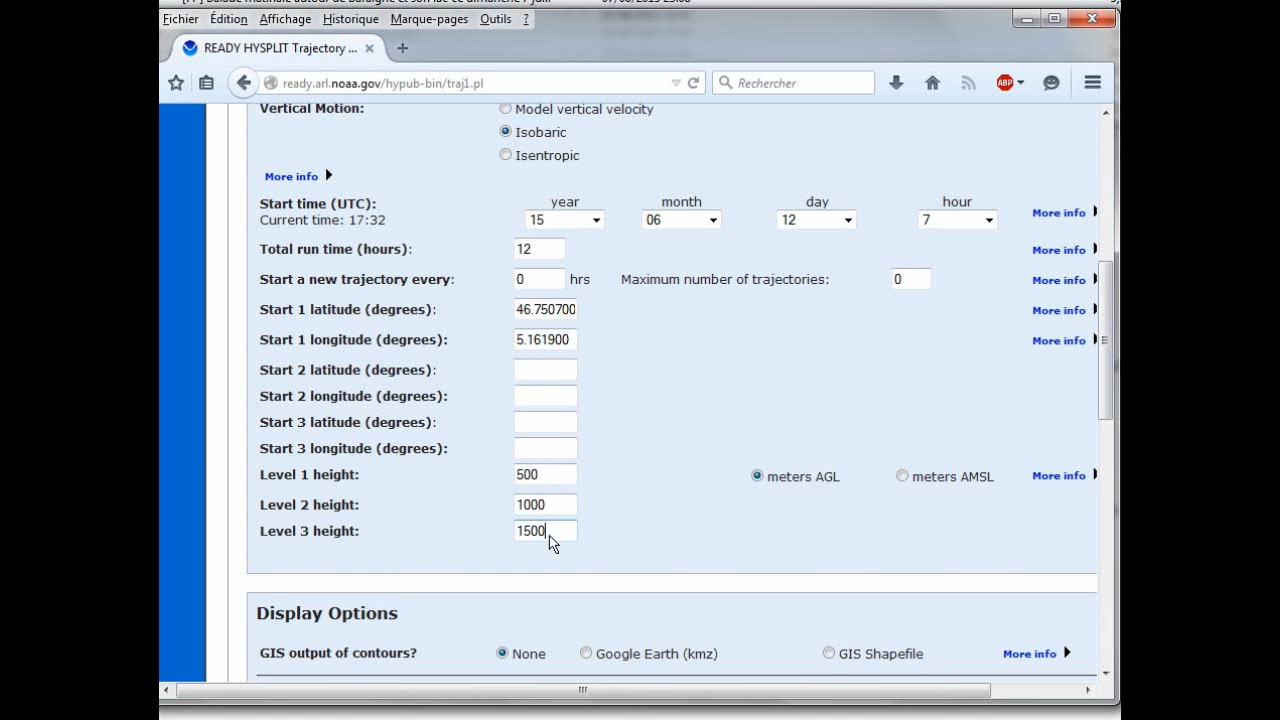 Fichier Édition Affichage Historique Marque-pages Outils ?
READY HYSPLIT Trajectory ... × +
ready.arl.noaa.gov/hypub-bin/traj1.pl Rechercher ABP
Vertical Motion: Model vertical velocity
Isobaric
Isentropic
More info
Start time (UTC): year month day hour
Current time: 17:32 15 06 12 7 More info
Total run time (hours): 12 More info
Start a new trajectory every: 0 hrs Maximum number of trajectories: 0 More info
Start 1 latitude (degrees): 46.750700 More info
Start 1 longitude (degrees): 5.161900 More info
Start 2 latitude (degrees):
Start 2 longitude (degrees):
Start 3 latitude (degrees):
Start 3 longitude (degrees):
Level 1 height: 500 meters AGL meters AMSL More info
Level 2 height: 1000
Level 3 height: 1500
Display Options
GIS output of contours? None Google Earth (kmz) GIS Shapefile More info